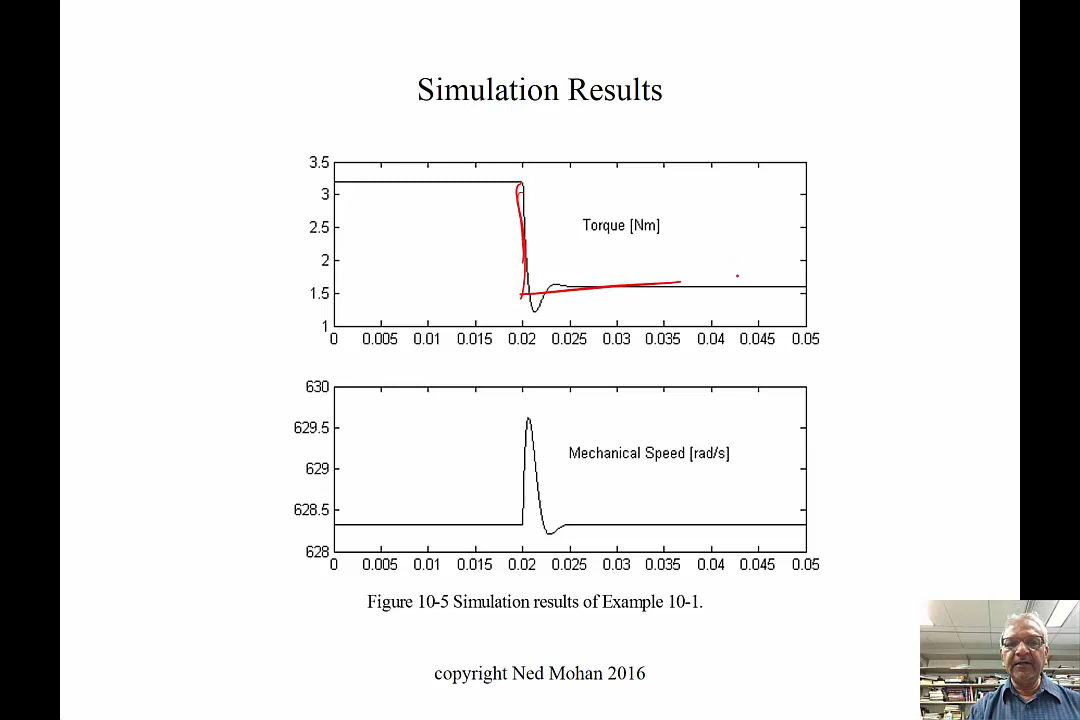 Simulation Results
3.5
3
2.5
2
1.5
1
Torque [Nm]
0 0.005 0.01 0.015 0.02 0.025 0.03 0.035 0.04 0.045 0.05
630
629.5
629
628.5
628
Mechanical Speed [rad/s]
0 0.005 0.01 0.015 0.02 0.025 0.03 0.035 0.04 0.045 0.05
Figure 10-5 Simulation results of Example 10-1.
copyright Ned Mohan 2016